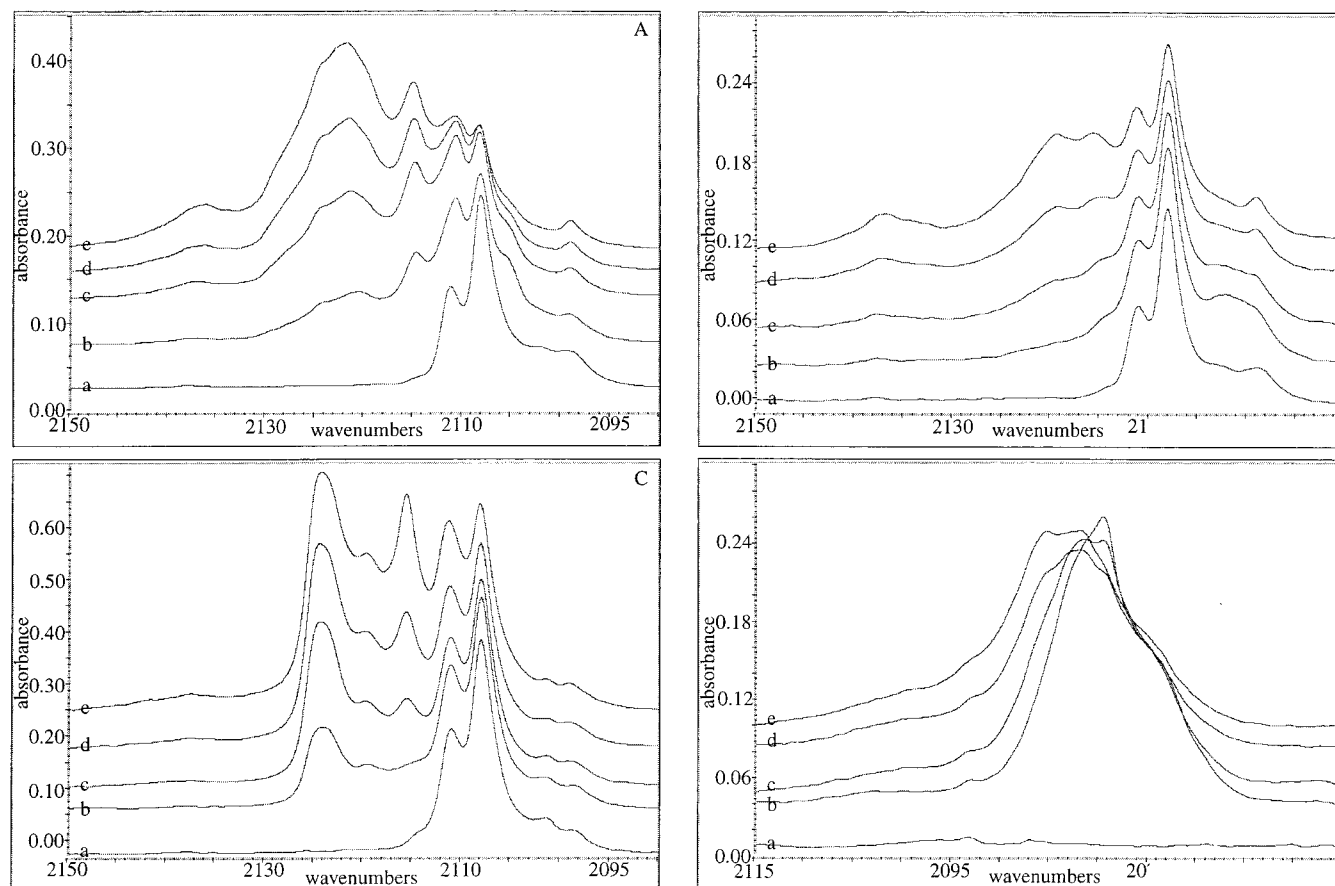 A
absorbance
0.40
0.30
0.20
0.10
0.00
e
d
c
b
a
2150
2130
2110
2095
wavenumbers
absorbance
0.24
0.18
0.12
0.06
0.00
e
d
e
b
a
2150
2130
21
wavenumbers
C
absorbance
0.60
0.50
0.40
0.30
0.20
0.10
0.00
e
d
c
b
a
2150
2130
2110
2095
wavenumbers
absorbance
0.24
0.18
0.12
0.06
0.00
e
d
c
b
a
2115
2095
20
wavenumbers